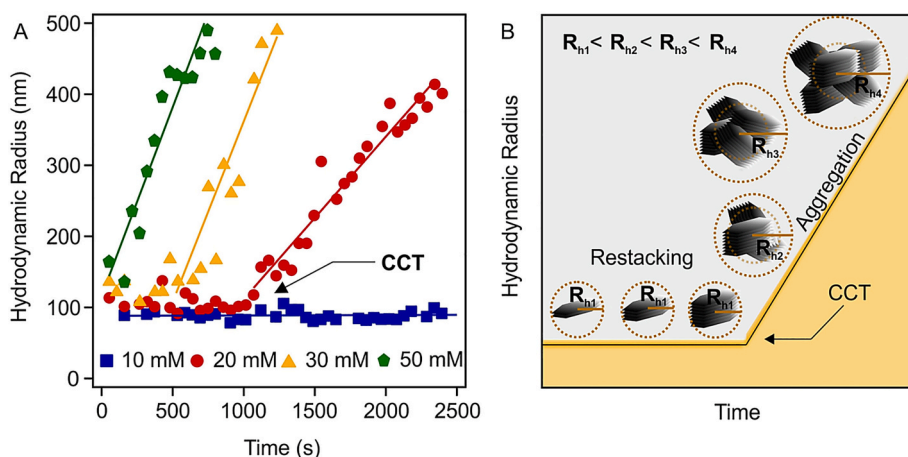 A
Hydrodynamic Radius (nm)
500
400
300
200
100
0
CCT
10 mM 20 mM 30 mM 50 mM
0 500 1000 1500 2000 2500
Time (s)
B
Hydrodynamic Radius
Rh1< Rh2 < Rh3 < Rh4
Rh4
Rh3
Rh2
Aggregation
Restacking
Rh1 Rh1 Rh1
CCT
Time